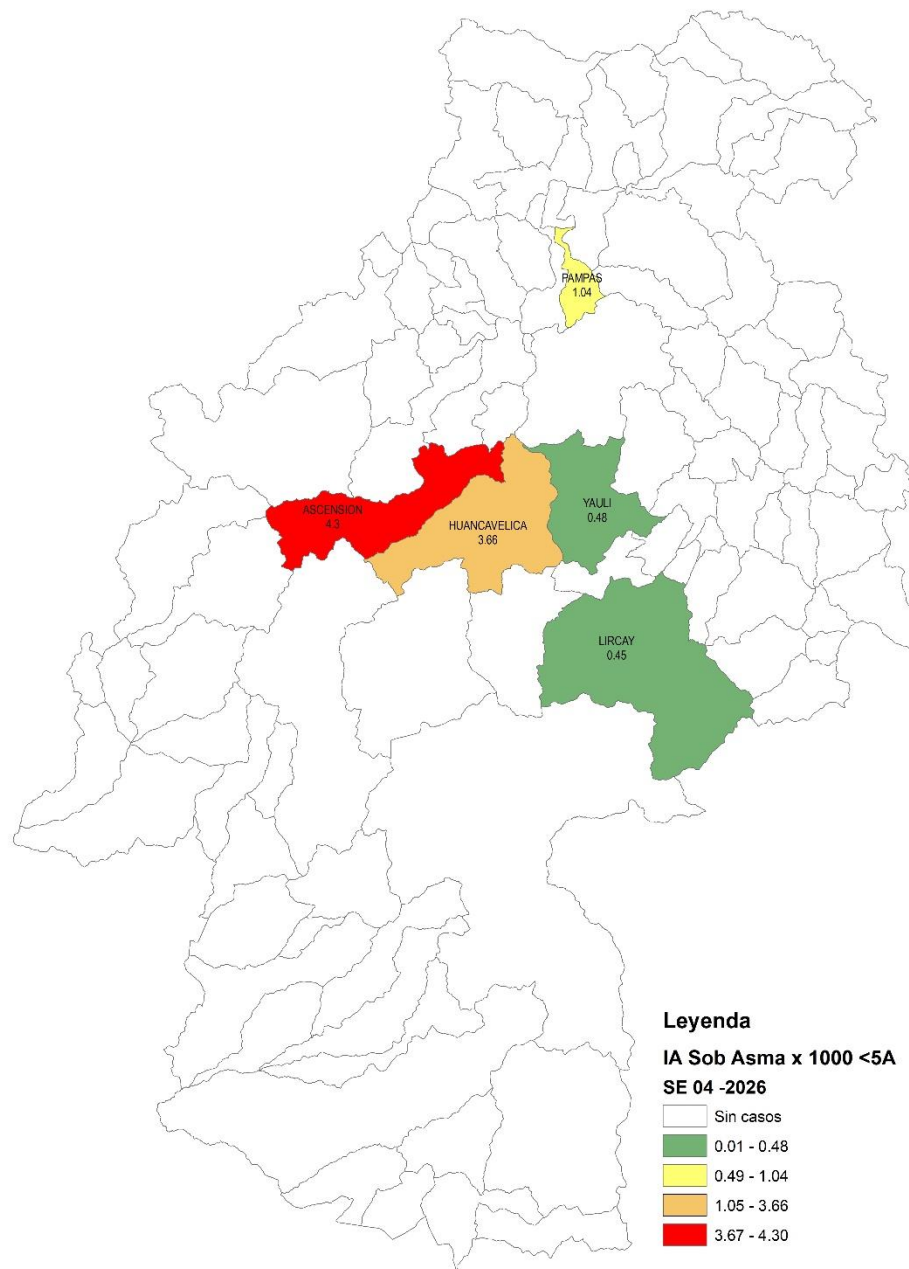 PAMPAS
1.04
ASCENSION
4.3
HUANCAVELICA
3.66
YAULI
0.48
LIRCAY
0.45
Leyenda
IA Sob Asma x 1000 <5A
SE 04 -2026
Sin casos
0.01 - 0.48
0.49 - 1.04
1.05 - 3.66
3.67 - 4.30